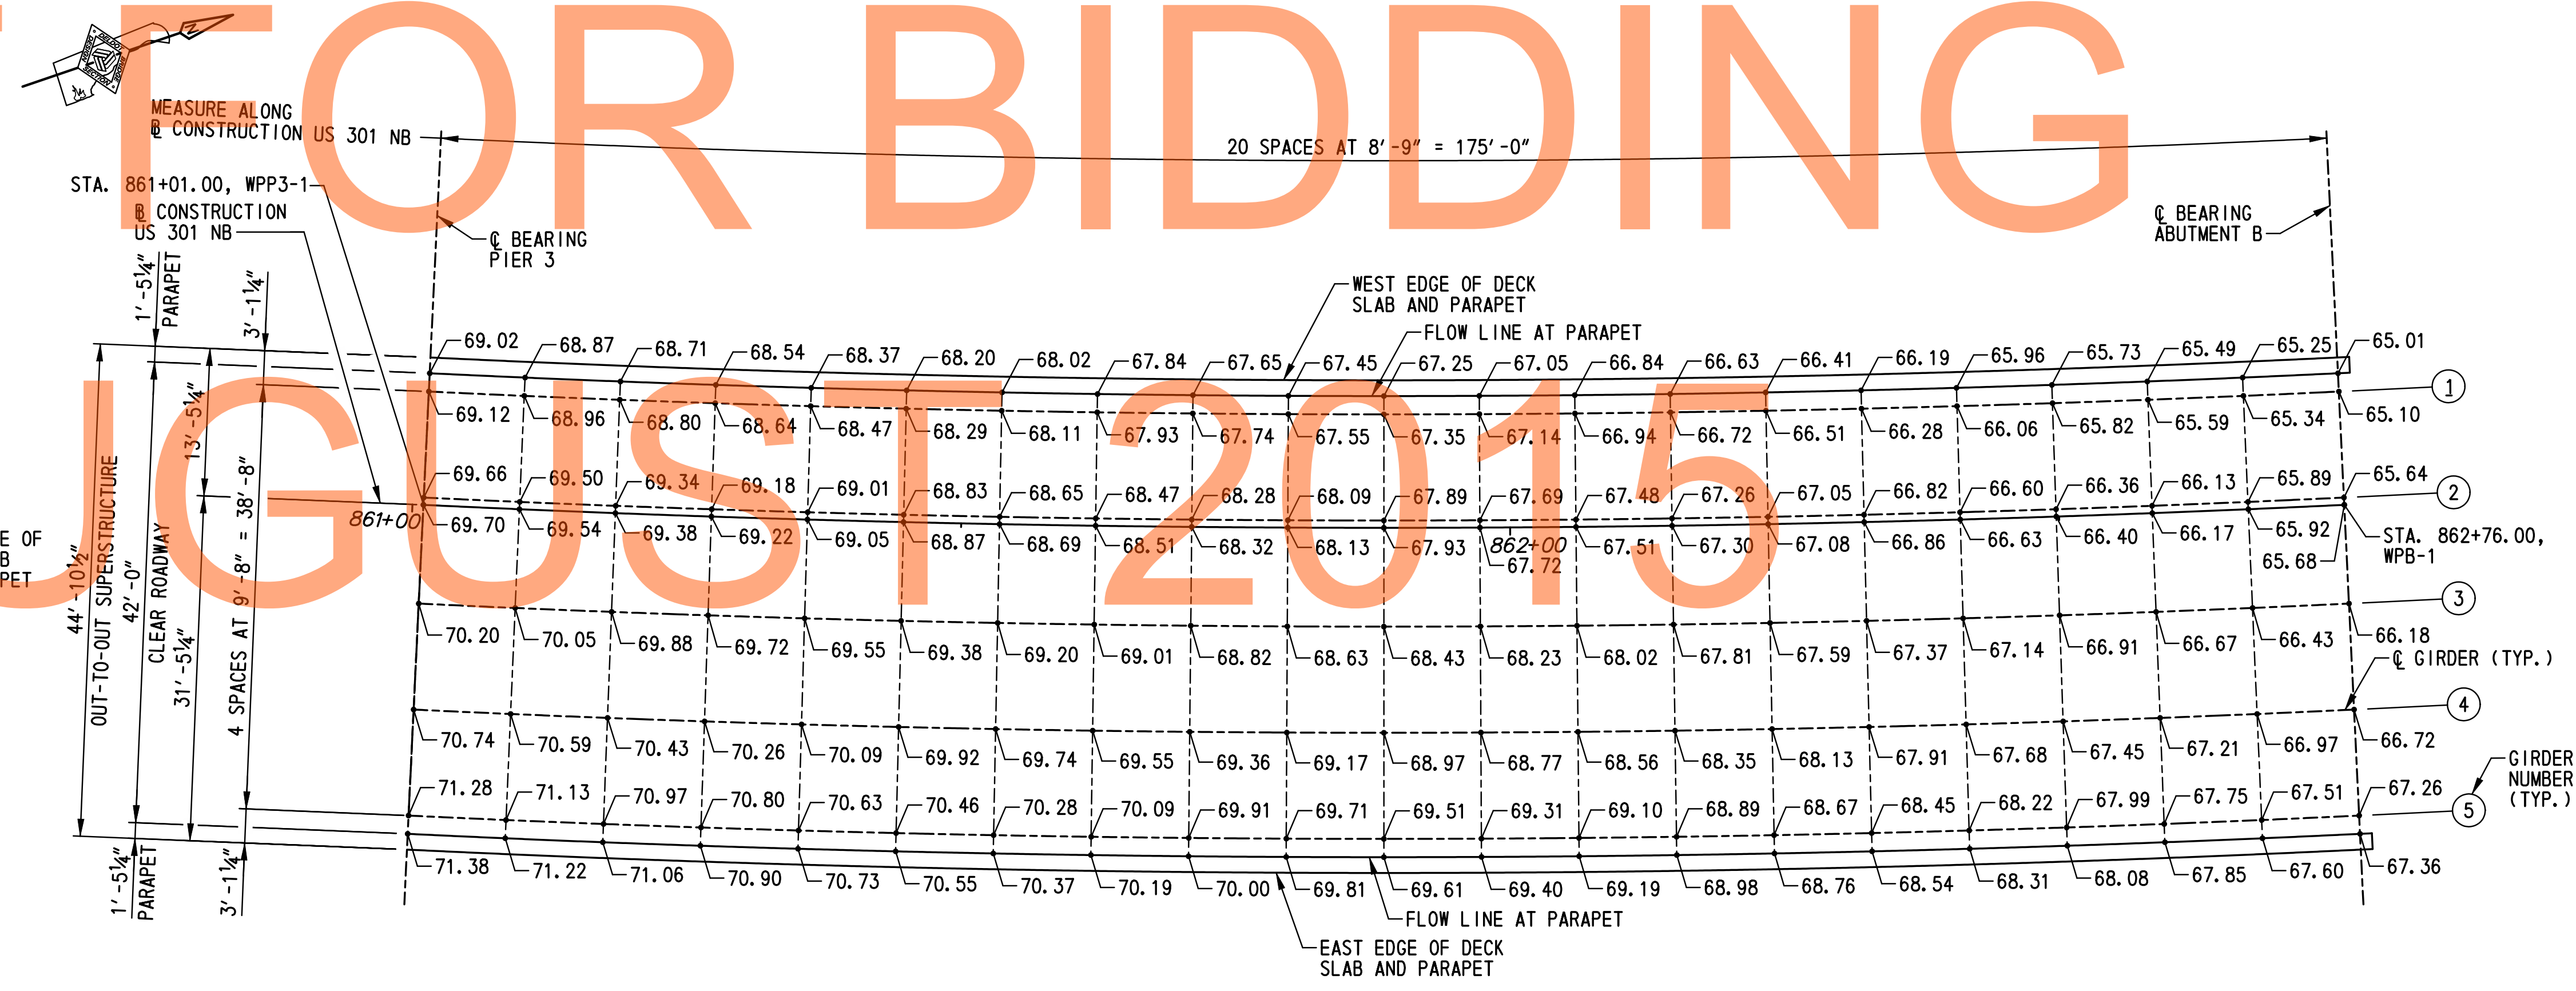 T FOR BIDDING
UGUST 2015
DELDOT
BRIDGE
DESIGN
SECTION
N
MEASURE ALONG
℄ CONSTRUCTION US 301 NB
20 SPACES AT 8'-9" = 175'-0"
STA. 861+01.00, WPP3-1
℄ CONSTRUCTION
US 301 NB
℄ BEARING
PIER 3
℄ BEARING
ABUTMENT B
WEST EDGE OF DECK
SLAB AND PARAPET
FLOW LINE AT PARAPET
1'-5¼"
PARAPET
3'-1¼"
13'-5¼"
44'-10½"
OUT-TO-OUT SUPERSTRUCTURE
42'-0"
CLEAR ROADWAY
31'-5¼"
4 SPACES AT 9'-8" = 38'-8"
1'-5¼"
PARAPET
3'-1¼"
E OF
B
PET
69.02 68.87 68.71 68.54 68.37 68.20 68.02 67.84 67.65 67.45 67.25 67.05 66.84 66.63 66.41 66.19 65.96 65.73 65.49 65.25 65.01
69.12 68.96 68.80 68.64 68.47 68.29 68.11 67.93 67.74 67.55 67.35 67.14 66.94 66.72 66.51 66.28 66.06 65.82 65.59 65.34 65.10
1
69.66 69.50 69.34 69.18 69.01 68.83 68.65 68.47 68.28 68.09 67.89 67.69 67.48 67.26 67.05 66.82 66.60 66.36 66.13 65.89 65.64
2
861+00
862+00
69.70 69.54 69.38 69.22 69.05 68.87 68.69 68.51 68.32 68.13 67.93 67.72 67.51 67.30 67.08 66.86 66.63 66.40 66.17 65.92 65.68
STA. 862+76.00,
WPB-1
3
70.20 70.05 69.88 69.72 69.55 69.38 69.20 69.01 68.82 68.63 68.43 68.23 68.02 67.81 67.59 67.37 67.14 66.91 66.67 66.43 66.18
℄ GIRDER (TYP.)
4
70.74 70.59 70.43 70.26 70.09 69.92 69.74 69.55 69.36 69.17 68.97 68.77 68.56 68.35 68.13 67.91 67.68 67.45 67.21 66.97 66.72
GIRDER
NUMBER
(TYP.)
71.28 71.13 70.97 70.80 70.63 70.46 70.28 70.09 69.91 69.71 69.51 69.31 69.10 68.89 68.67 68.45 68.22 67.99 67.75 67.51 67.26
5
71.38 71.22 71.06 70.90 70.73 70.55 70.37 70.19 70.00 69.81 69.61 69.40 69.19 68.98 68.76 68.54 68.31 68.08 67.85 67.60 67.36
FLOW LINE AT PARAPET
EAST EDGE OF DECK
SLAB AND PARAPET